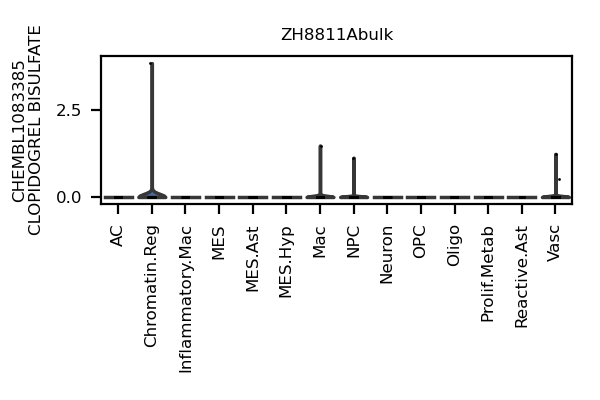 ZH8811Abulk
CHEMBL1083385
CLOPIDOGREL BISULFATE
2.5
0.0
AC
Chromatin.Reg
Inflammatory.Mac
MES
MES.Ast
MES.Hyp
Mac
NPC
Neuron
OPC
Oligo
Prolif.Metab
Reactive.Ast
Vasc